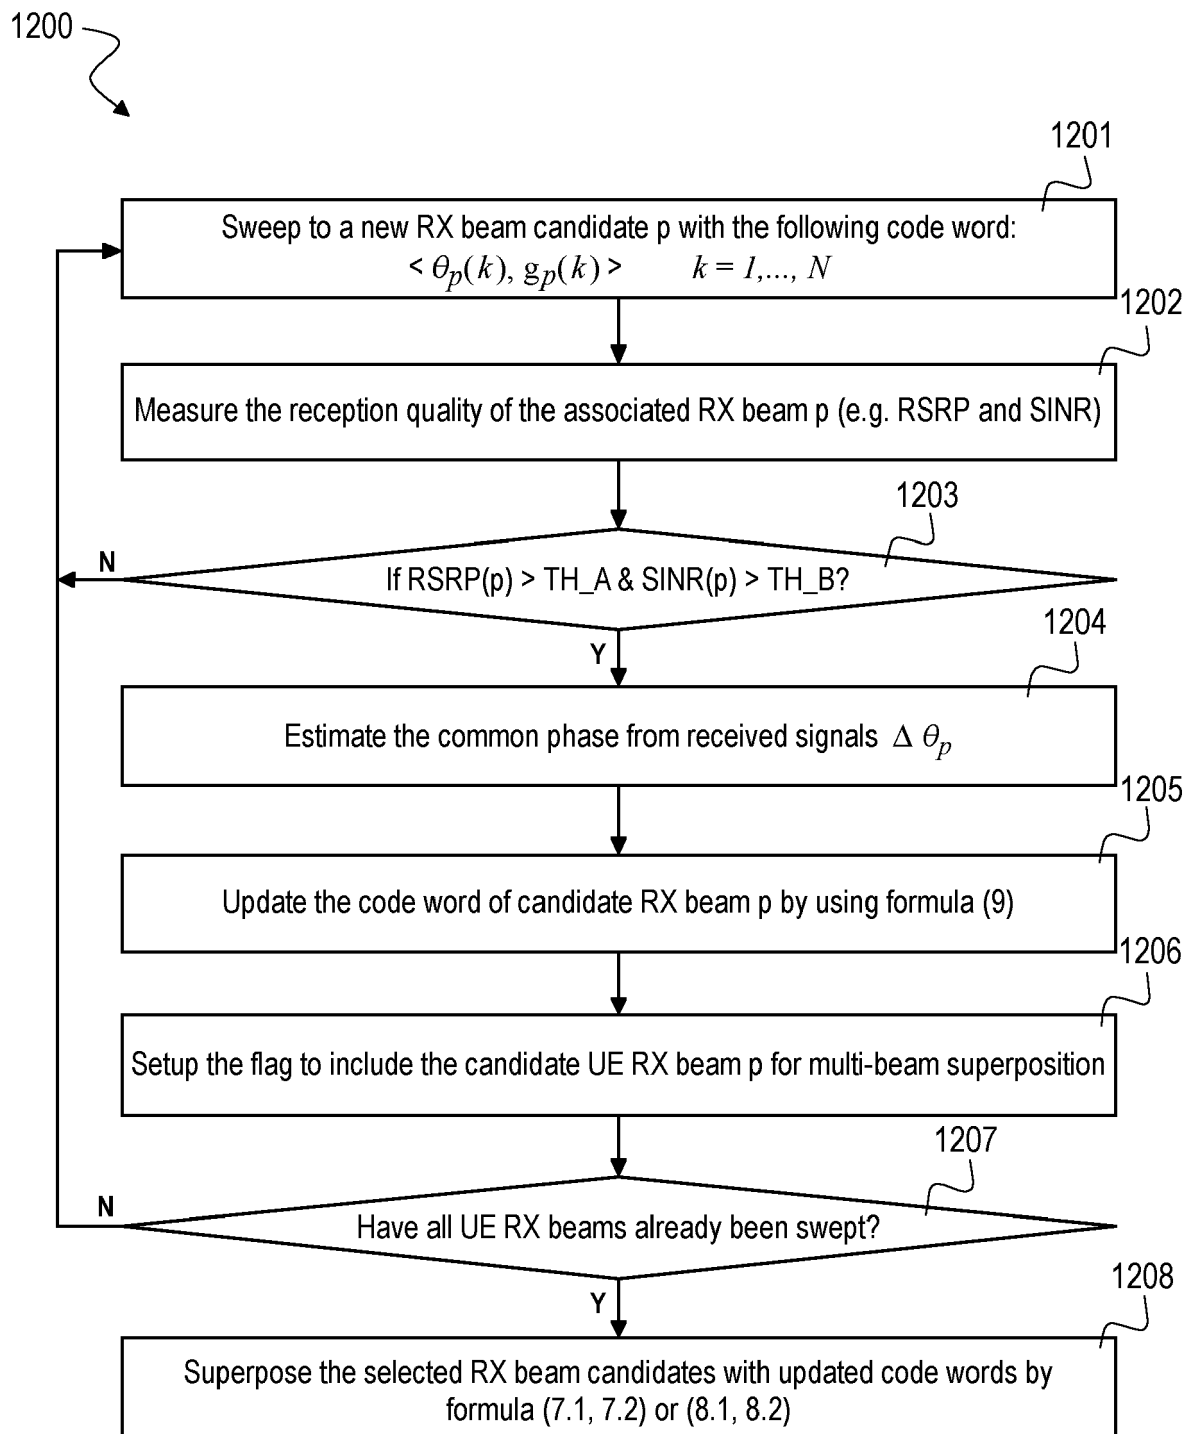 1200
1201
Sweep to a new RX beam candidate p with the following code word:
< θp(k), gp(k) > k = 1,..., N
1202
Measure the reception quality of the associated RX beam p (e.g. RSRP and SINR)
1203
N
If RSRP(p) > TH_A & SINR(p) > TH_B?
Y
1204
Estimate the common phase from received signals Δ θp
1205
Update the code word of candidate RX beam p by using formula (9)
1206
Setup the flag to include the candidate UE RX beam p for multi-beam superposition
1207
N
Have all UE RX beams already been swept?
Y
1208
Superpose the selected RX beam candidates with updated code words by
formula (7.1, 7.2) or (8.1, 8.2)